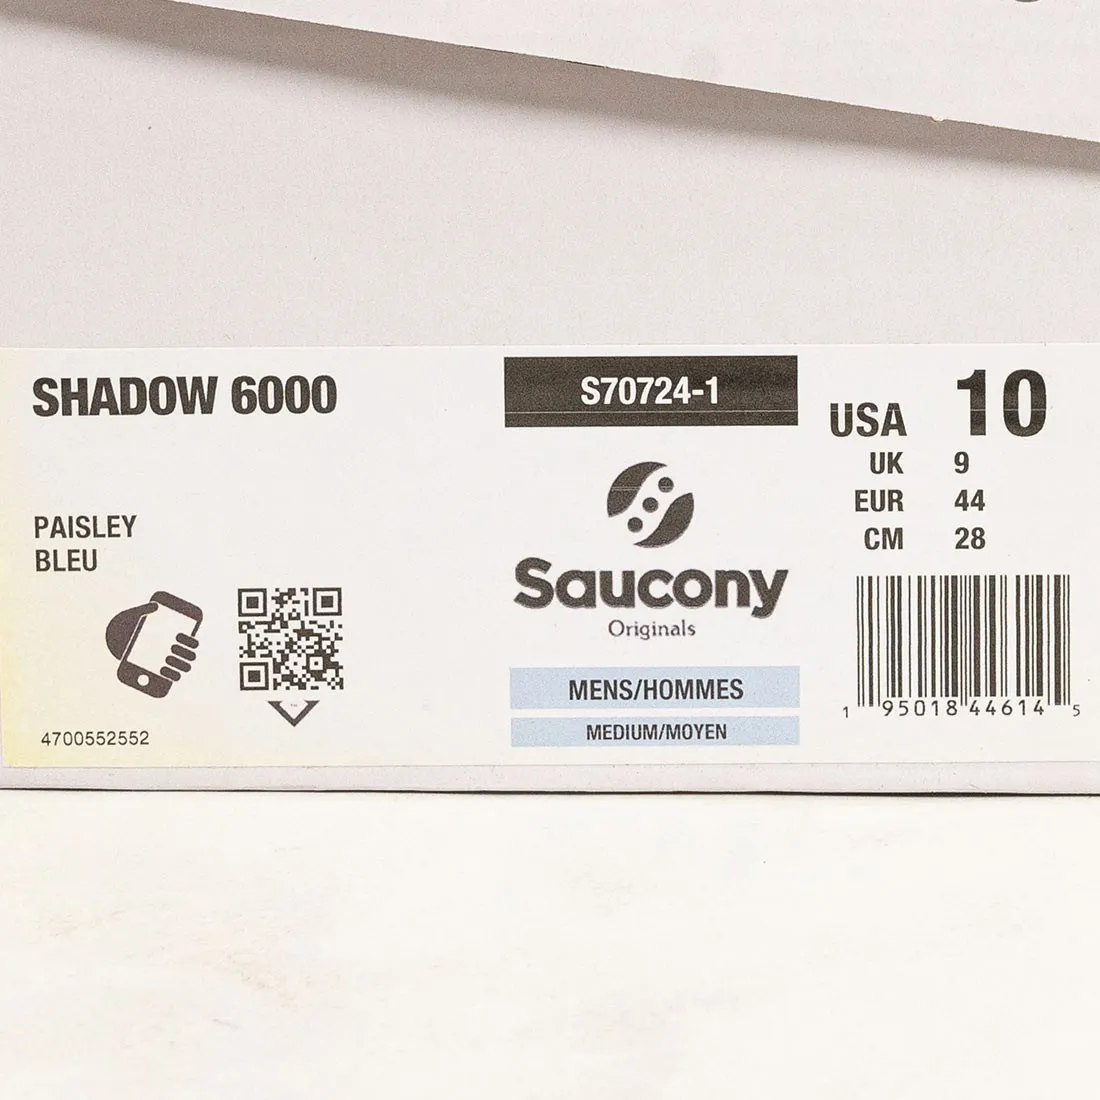 SHADOW 6000
PAISLEY
BLEU
4700552552
S70724-1
Saucony
Originals
MENS/HOMMES
MEDIUM/MOYEN
USA 10
UK 9
EUR 44
CM 28
1 95018 44614 5